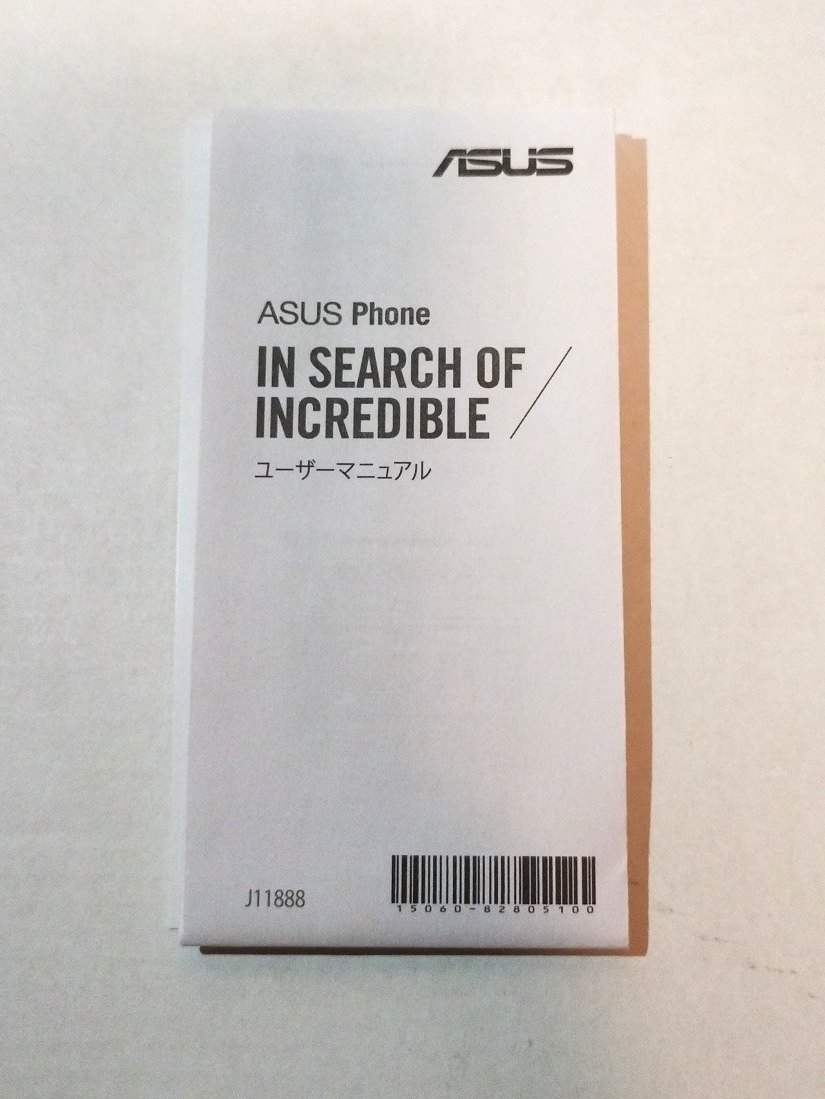 ASUS
ASUS Phone
IN SEARCH OF
INCREDIBLE
ユーザーマニュアル
J11888
15060-82805100